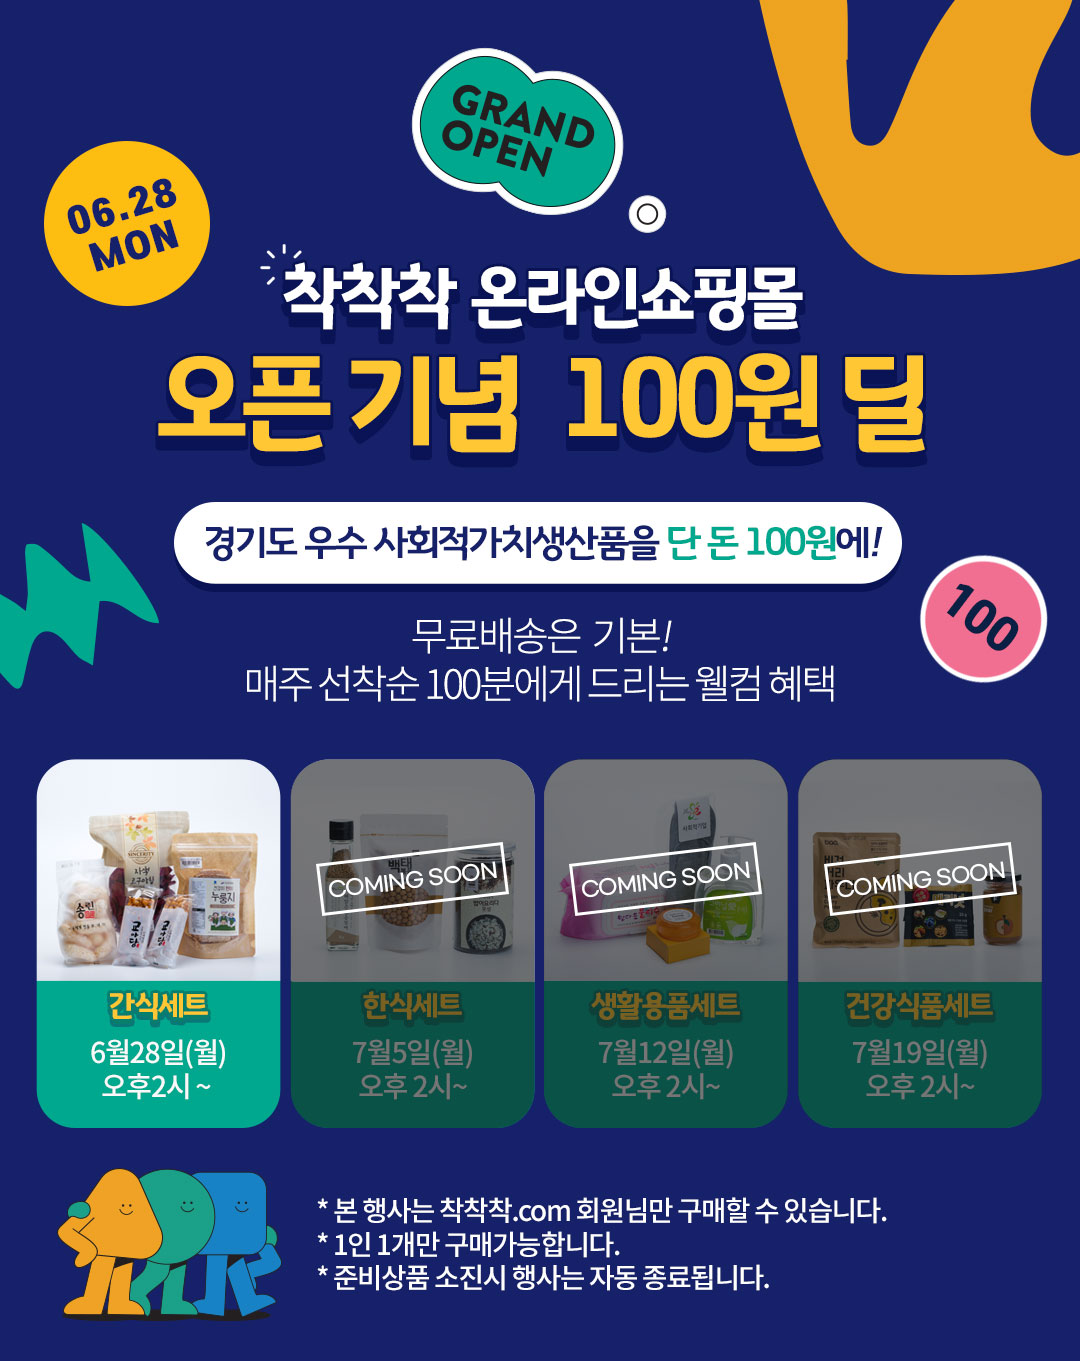 GRAND
OPEN
06.28
MON
착착착 온라인쇼핑몰
오픈 기념 100원 딜
경기도 우수 사회적가치생산품을 단 돈 100원에!
100
무료배송은 기본!
매주 선착순 100분에게 드리는 웰컴 혜택
SINCERITY
송린
누룽지
백태
COMING SOON
COMING SOON
COMING SOON
간식세트
6월28일(월)
오후2시 ~
한식세트
7월5일(월)
오후 2시~
생활용품세트
7월12일(월)
오후 2시~
건강식품세트
7월19일(월)
오후 2시~
* 본 행사는 착착착.com 회원님만 구매할 수 있습니다.
* 1인 1개만 구매가능합니다.
* 준비상품 소진시 행사는 자동 종료됩니다.